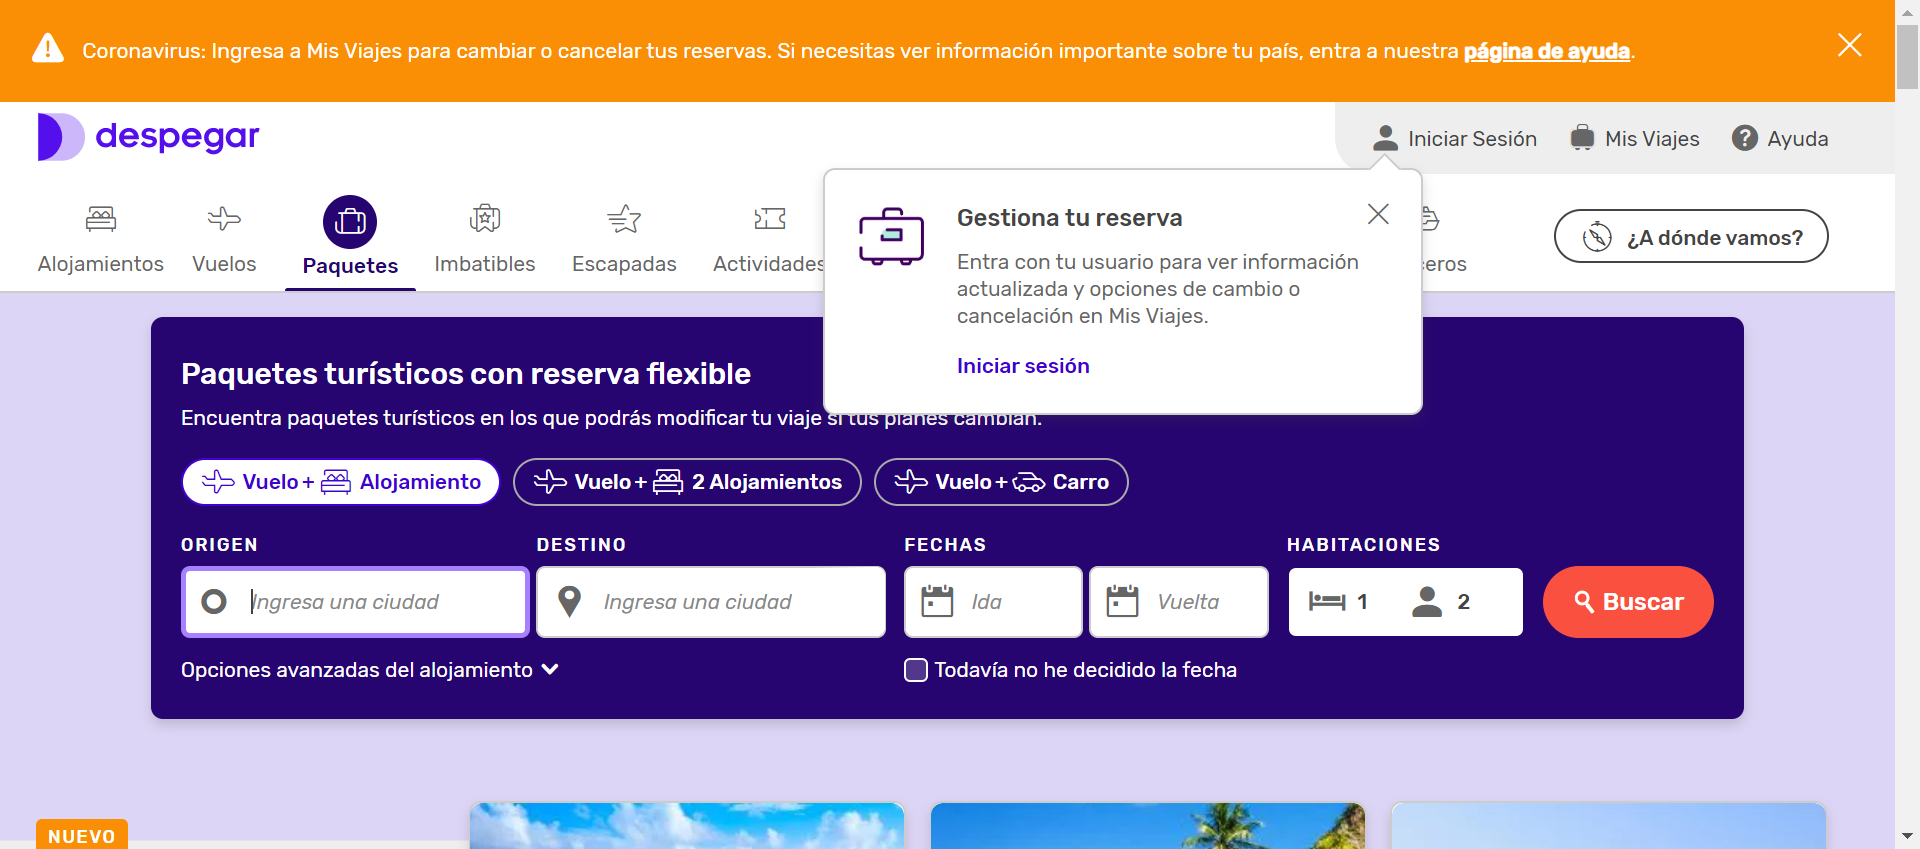 Coronavirus: Ingresa a Mis Viajes para cambiar o cancelar tus reservas. Si necesitas ver información importante sobre tu país, entra a nuestra página de ayuda.
despegar
Iniciar Sesión Mis Viajes Ayuda
Alojamientos Vuelos Paquetes Imbatibles Escapadas Actividades
¿A dónde vamos?
Gestiona tu reserva
Entra con tu usuario para ver información
actualizada y opciones de cambio o
cancelación en Mis Viajes.
Iniciar sesión
Paquetes turísticos con reserva flexible
Encuentra paquetes turísticos en los que podrás modificar tu viaje si tus planes cambian.
Vuelo + Alojamiento Vuelo + 2 Alojamientos Vuelo + Carro
ORIGEN DESTINO FECHAS HABITACIONES
Ingresa una ciudad Ingresa una ciudad Ida Vuelta 1 2 Buscar
Opciones avanzadas del alojamiento Todavía no he decidido la fecha
NUEVO